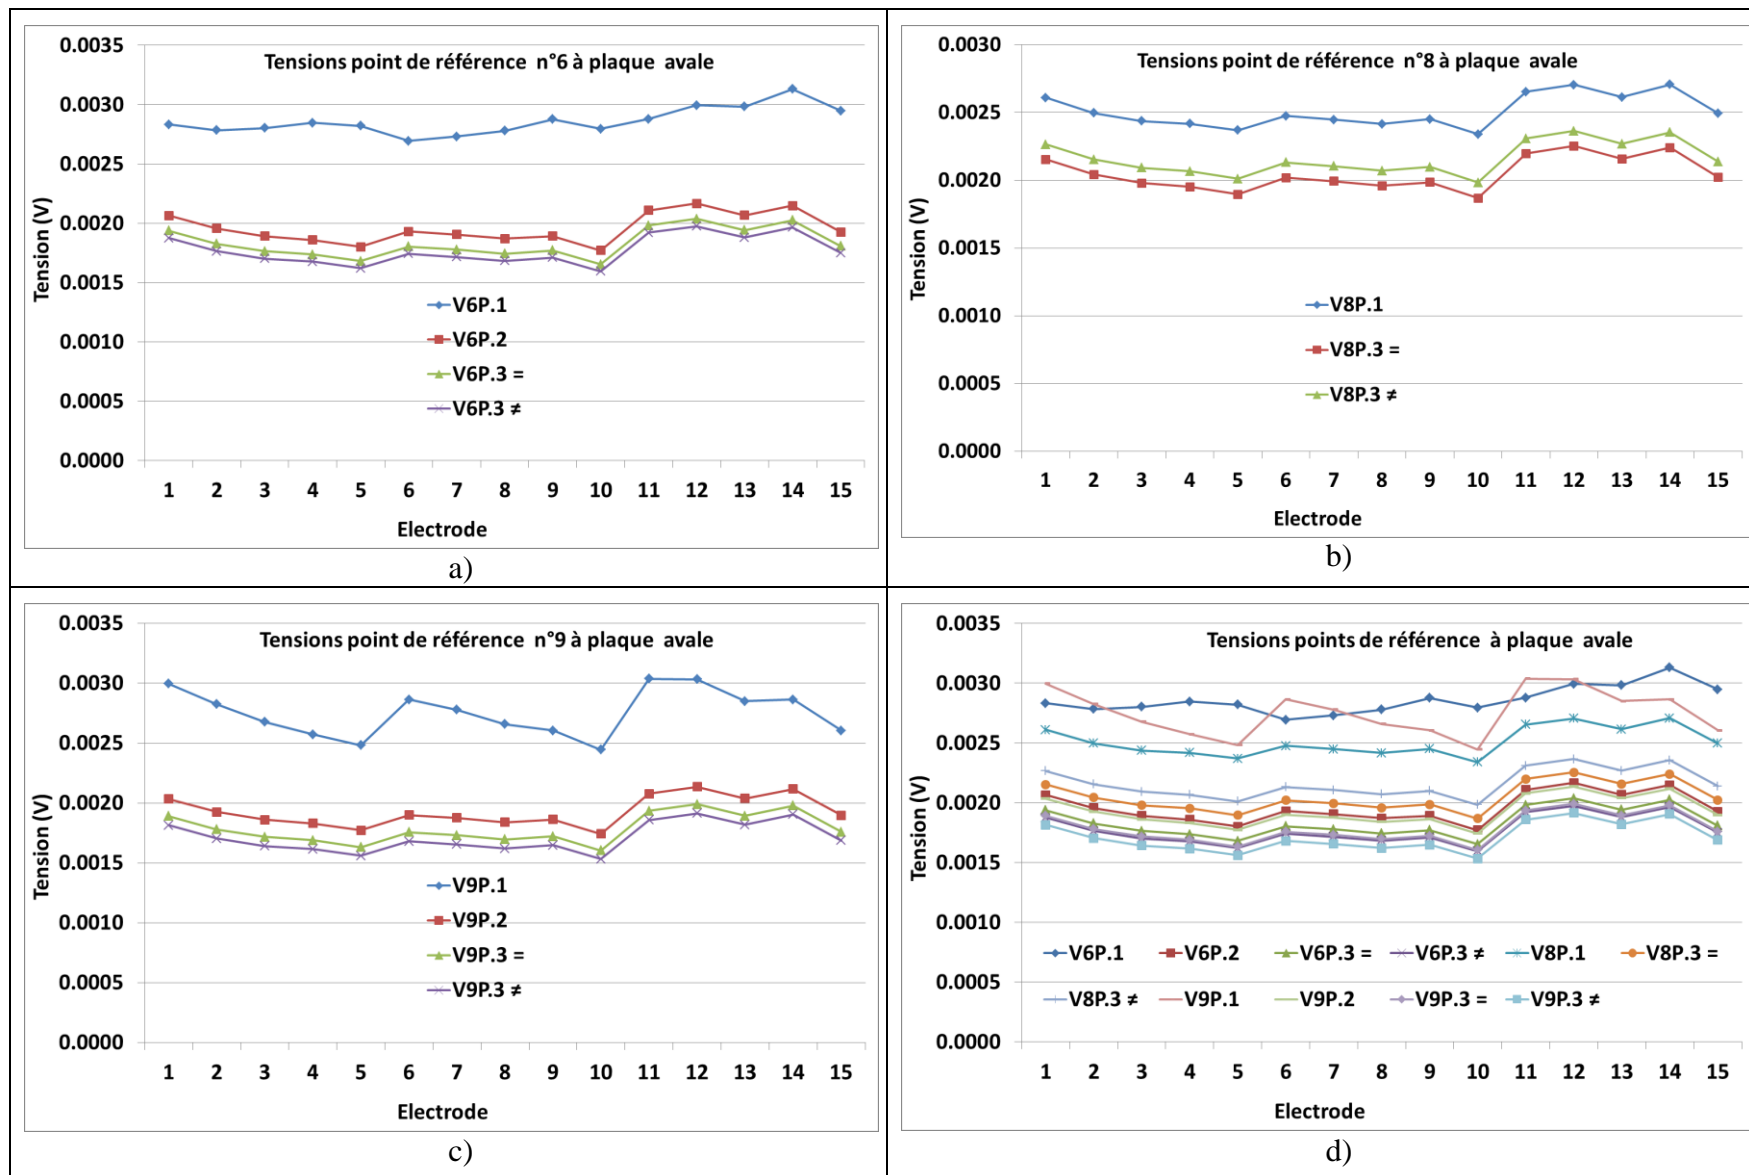 Tensions point de référence n°6 à plaque avale
0.0035
0.0030
0.0025
0.0020
0.0015
0.0010
0.0005
0.0000
Tension (V)
V6P.1
V6P.2
V6P.3 =
V6P.3 ≠
1 2 3 4 5 6 7 8 9 10 11 12 13 14 15
Electrode
a)
Tensions point de référence n°8 à plaque avale
0.0030
0.0025
0.0020
0.0015
0.0010
0.0005
0.0000
Tension (V)
V8P.1
V8P.3 =
V8P.3 ≠
1 2 3 4 5 6 7 8 9 10 11 12 13 14 15
Electrode
b)
Tensions point de référence n°9 à plaque avale
0.0035
0.0030
0.0025
0.0020
0.0015
0.0010
0.0005
0.0000
Tension (V)
V9P.1
V9P.2
V9P.3 =
V9P.3 ≠
1 2 3 4 5 6 7 8 9 10 11 12 13 14 15
Electrode
c)
Tensions points de référence à plaque avale
0.0035
0.0030
0.0025
0.0020
0.0015
0.0010
0.0005
0.0000
Tension (V)
V6P.1 V6P.2 V6P.3 = V6P.3 ≠ V8P.1 V8P.3 =
V8P.3 ≠ V9P.1 V9P.2 V9P.3 = V9P.3 ≠
1 2 3 4 5 6 7 8 9 10 11 12 13 14 15
Electrode
d)